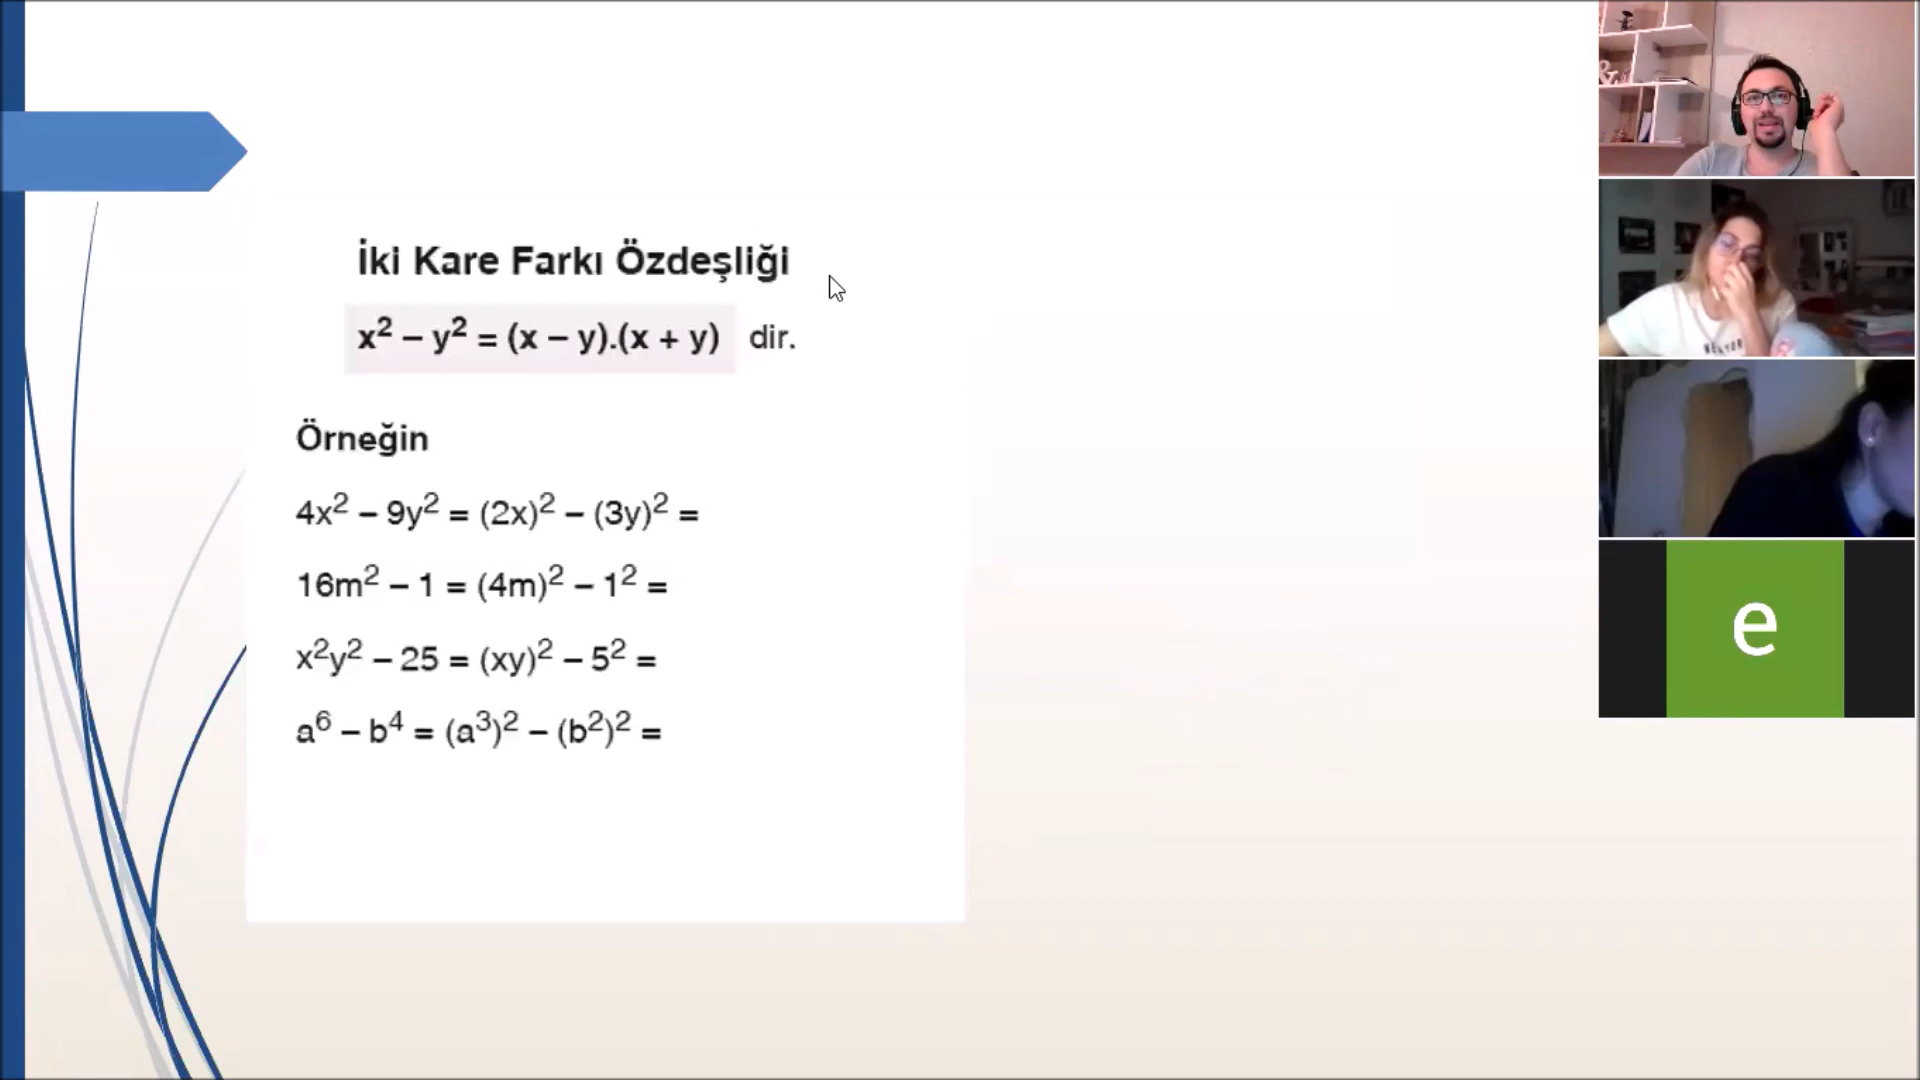 İki Kare Farkı Özdeşliği
x² – y² = (x – y).(x + y) dir.
Örneğin
4x² – 9y² = (2x)² – (3y)² =
16m² – 1 = (4m)² – 1² =
x²y² – 25 = (xy)² – 5² =
a⁶ – b⁴ = (a³)² – (b²)² =
&
e